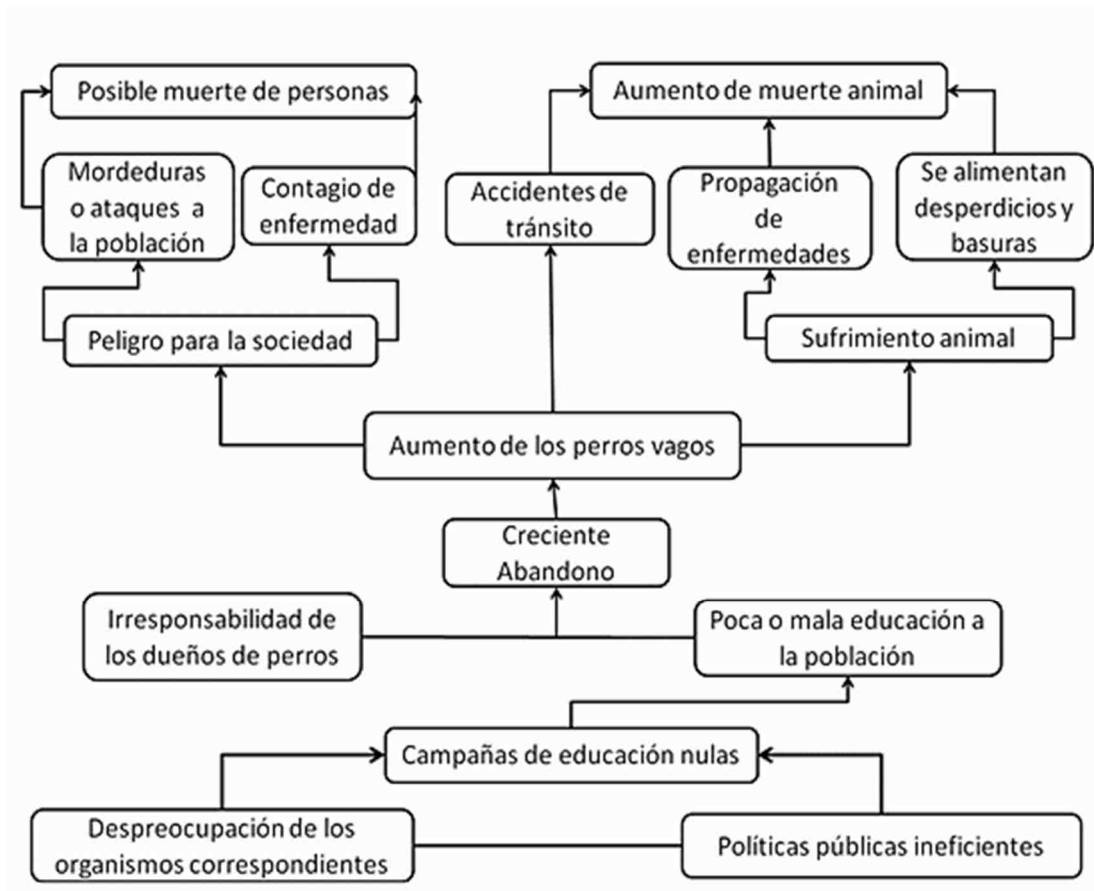 Posible muerte de personas
Aumento de muerte animal
Mordeduras
o ataques a
la población
Contagio de
enfermedad
Accidentes de
tránsito
Propagación
de
enfermedades
Se alimentan
desperdicios y
basuras
Peligro para la sociedad
Sufrimiento animal
Aumento de los perros vagos
Creciente
Abandono
Irresponsabilidad de
los dueños de perros
Poca o mala educación a
la población
Campañas de educación nulas
Despreocupación de los
organismos correspondientes
Políticas públicas ineficientes